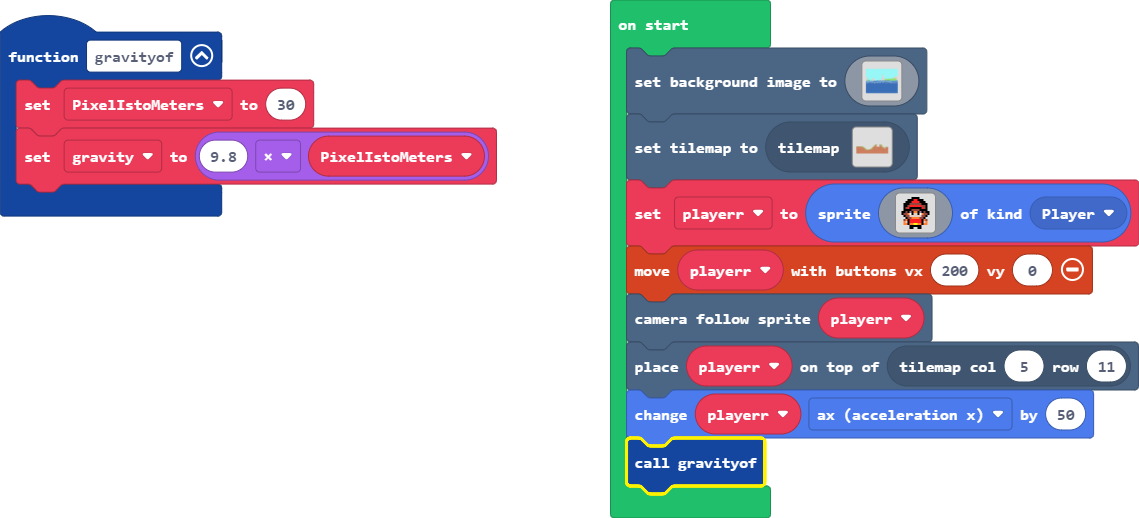 function gravityof
set PixelIstoMeters to 30
set gravity to 9.8 × PixelIstoMeters
on start
set background image to
set tilemap to tilemap
set playerr to sprite of kind Player
move playerr with buttons vx 200 vy 0
camera follow sprite playerr
place playerr on top of tilemap col 5 row 11
change playerr ax (acceleration x) by 50
call gravityof